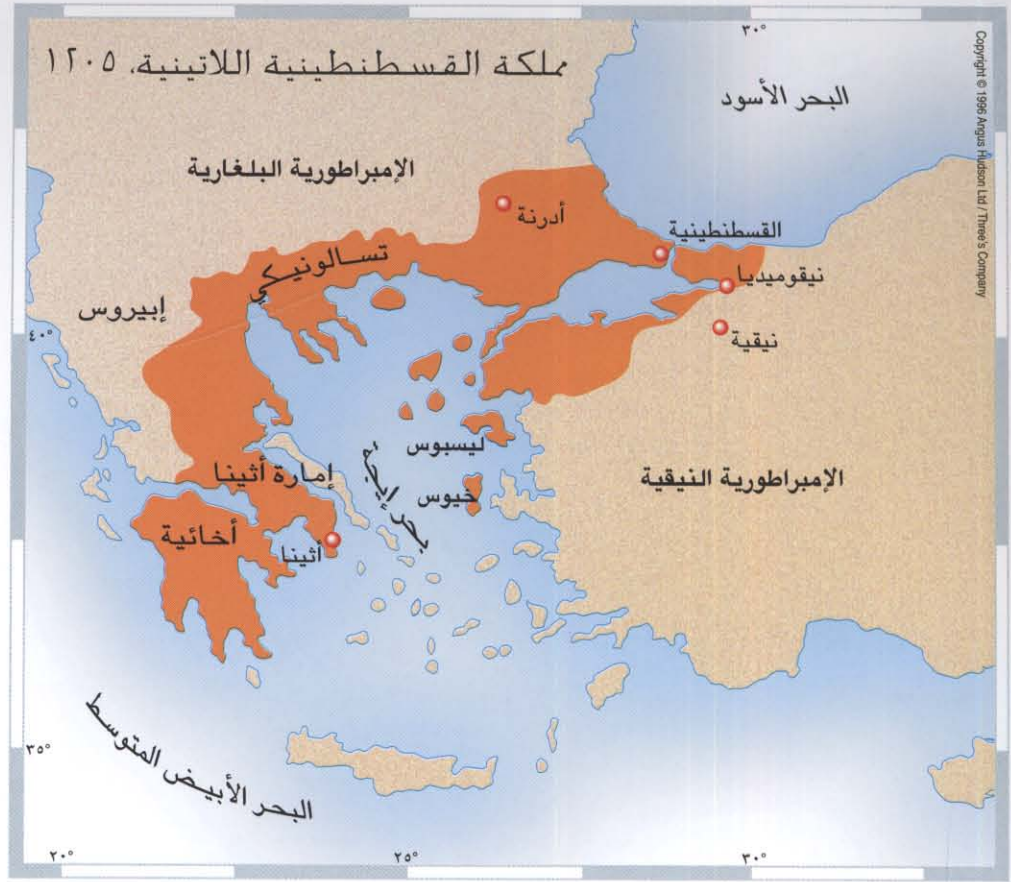 مملكة القسطنطينية اللاتينية، ١٢٠٥
٣٠°
البحر الأسود
Copyright © 1996 Angus Hudson Ltd / Three's Company
الإمبراطورية البلغارية
أدرنة
القسطنطينية
تسالونيكي
نيقوميديا
إبيروس
٤٠°
نيقية
ليسبوس
بحر إيجة
إمارة أثينا
الإمبراطورية النيقية
خيوس
أخائية
أثينا
٣٥°
البحر الأبيض المتوسط
٢٠°
٢٥°
٣٠°